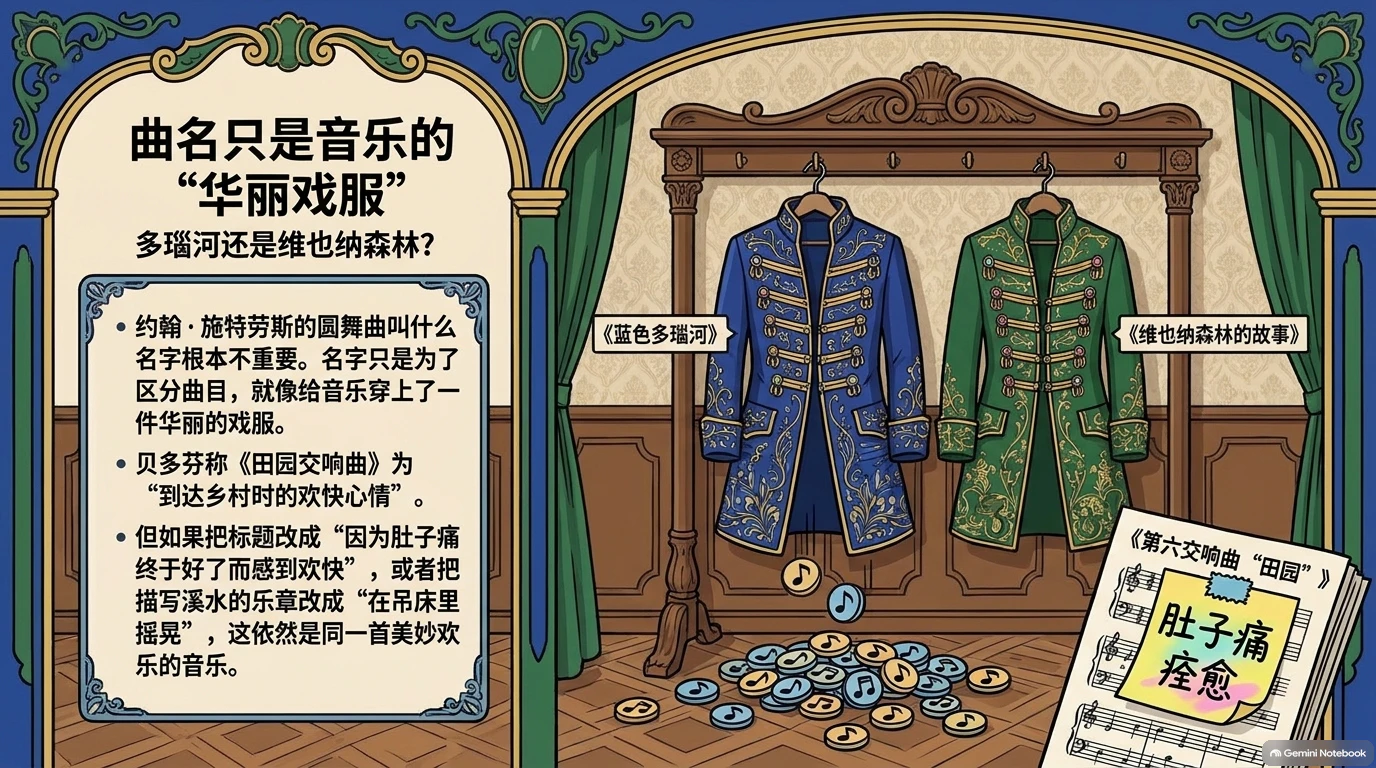 曲名只是音乐的
“华丽戏服”
多瑙河还是维也纳森林?
• 约翰·施特劳斯的圆舞曲叫什么
名字根本不重要。名字只是为了
区分曲目，就像给音乐穿上了一
件华丽的戏服。
• 贝多芬称《田园交响曲》为
“到达乡村时的欢快心情”。
• 但如果把标题改成“因为肚子痛
终于好了而感到欢快”，或者把
描写溪水的乐章改成“在吊床里
摇晃”，这依然是同一首美妙欢
乐的音乐。
《蓝色多瑙河》
《维也纳森林的故事》
《第六交响曲“田园”》
肚子痛
痊愈
Gemini Notebook